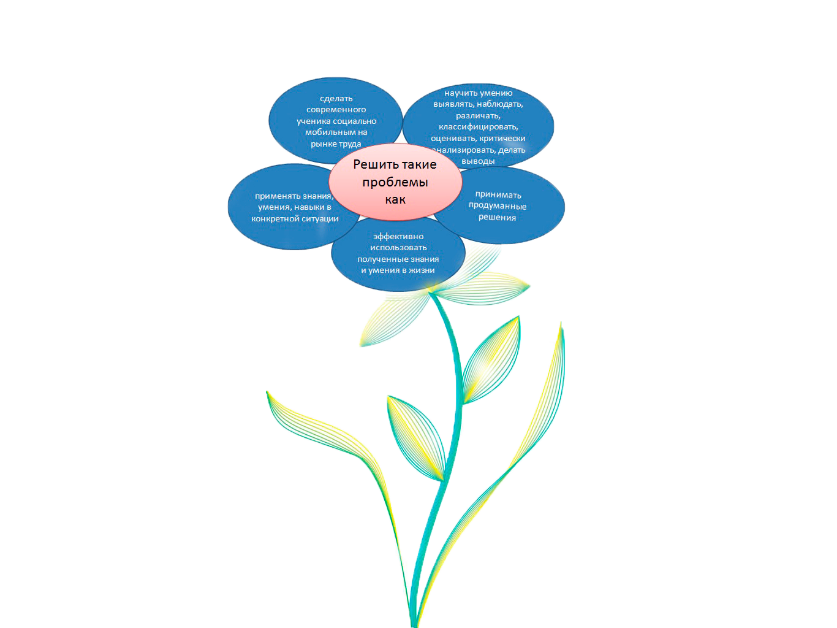 сделать
современного
ученика социально
мобильным на
рынке труда
научить умению
выявлять, наблюдать,
различать,
классифицировать,
оценивать, критически
анализировать, делать
выводы
Решить такие
проблемы
как
применять знания,
умения, навыки в
конкретной ситуации
принимать
продуманные
решения
эффективно
использовать
полученные знания
и умения в жизни